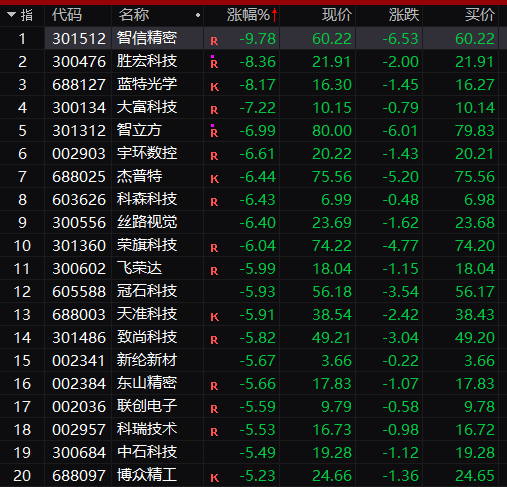 指 代码 名称 涨幅%↑ 现价 涨跌 买价
1 301512 智信精密 R -9.78 60.22 -6.53 60.22
2 300476 胜宏科技 R -8.36 21.91 -2.00 21.91
3 688127 蓝特光学 K -8.17 16.30 -1.45 16.27
4 300134 大富科技 R -7.22 10.15 -0.79 10.14
5 301312 智立方 R -6.99 80.00 -6.01 79.83
6 002903 宇环数控 R -6.61 20.22 -1.43 20.21
7 688025 杰普特 K -6.44 75.56 -5.20 75.56
8 603626 科森科技 R -6.43 6.99 -0.48 6.98
9 300556 丝路视觉 -6.40 23.69 -1.62 23.68
10 301360 荣旗科技 R -6.04 74.22 -4.77 74.20
11 300602 飞荣达 R -5.99 18.04 -1.15 18.04
12 605588 冠石科技 -5.93 56.18 -3.54 56.17
13 688003 天准科技 K -5.91 38.54 -2.42 38.43
14 301486 致尚科技 R -5.82 49.21 -3.04 49.20
15 002341 新纶新材 -5.67 3.66 -0.22 3.66
16 002384 东山精密 R -5.66 17.83 -1.07 17.83
17 002036 联创电子 R -5.59 9.79 -0.58 9.78
18 002957 科瑞技术 R -5.53 16.73 -0.98 16.72
19 300684 中石科技 -5.49 19.28 -1.12 19.28
20 688097 博众精工 K -5.23 24.66 -1.36 24.65